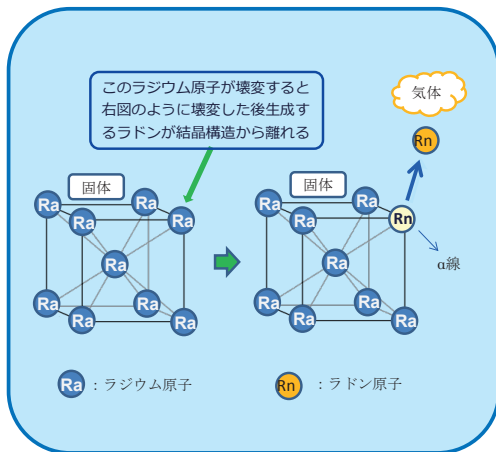 このラジウム原子が壊変すると
右図のように壊変した後生成す
るラドンが結晶構造から離れる
気体
Rn
固体
Ra Ra
Ra Ra
Ra
Ra Ra
Ra Ra
固体
Ra
Ra Rn
Ra
Ra
Ra Ra
Ra Ra
α線
Ra : ラジウム原子
Rn : ラドン原子